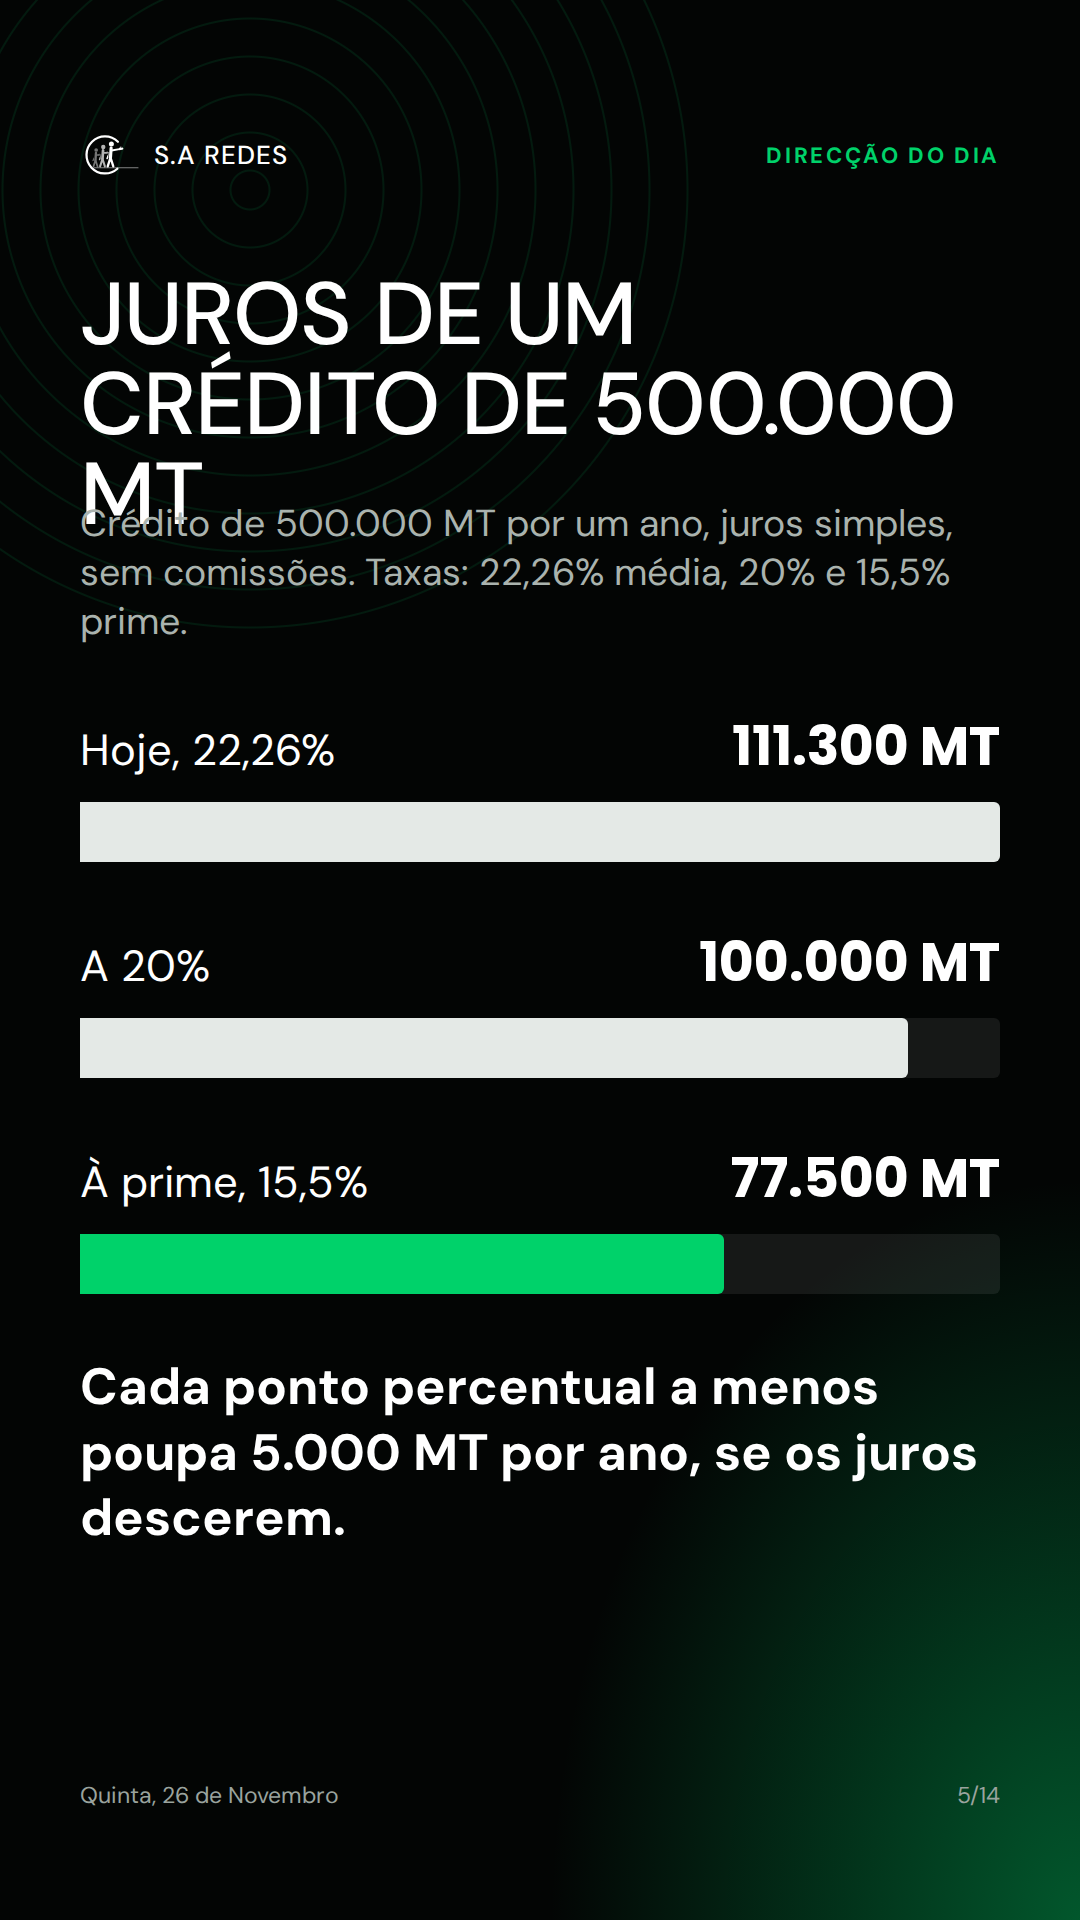 S.A REDES
DIRECÇÃO DO DIA
JUROS DE UM
CRÉDITO DE 500.000
MT
Crédito de 500.000 MT por um ano, juros simples,
sem comissões. Taxas: 22,26% média, 20% e 15,5%
prime.
Hoje, 22,26%
111.300 MT
A 20%
100.000 MT
À prime, 15,5%
77.500 MT
Cada ponto percentual a menos
poupa 5.000 MT por ano, se os juros
descerem.
Quinta, 26 de Novembro
5/14